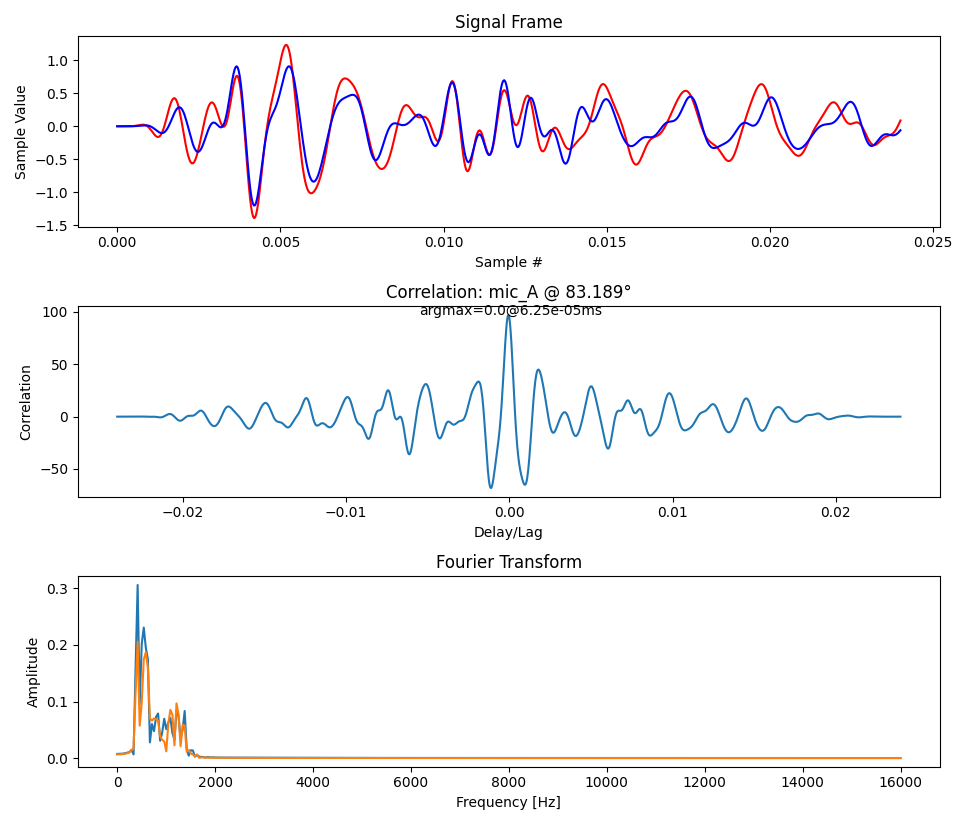 Signal Frame
1.0
0.5
0.0
−0.5
−1.0
−1.5
Sample Value
0.000 0.005 0.010 0.015 0.020 0.025
Sample #
Correlation: mic_A @ 83.189°
argmax=0.0@6.25e-05ms
100
50
0
−50
Correlation
−0.02 −0.01 0.00 0.01 0.02
Delay/Lag
Fourier Transform
0.3
0.2
0.1
0.0
Amplitude
0 2000 4000 6000 8000 10000 12000 14000 16000
Frequency [Hz]